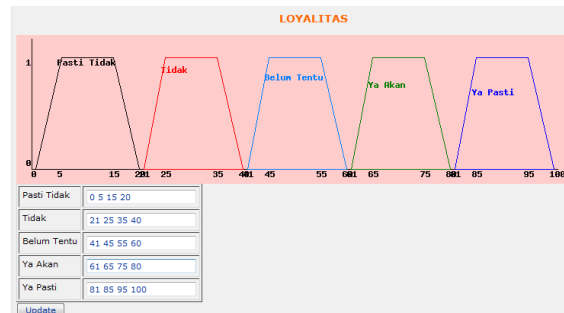 LOYALITAS
1 Pasti Tidak Tidak Belum Tentu Ya Akan Ya Pasti
0
0 5 15 20 21 25 35 40 41 45 55 60 61 65 75 80 81 85 95 100
Pasti Tidak 0 5 15 20
Tidak 21 25 35 40
Belum Tentu 41 45 55 60
Ya Akan 61 65 75 80
Ya Pasti 81 85 95 100
Update